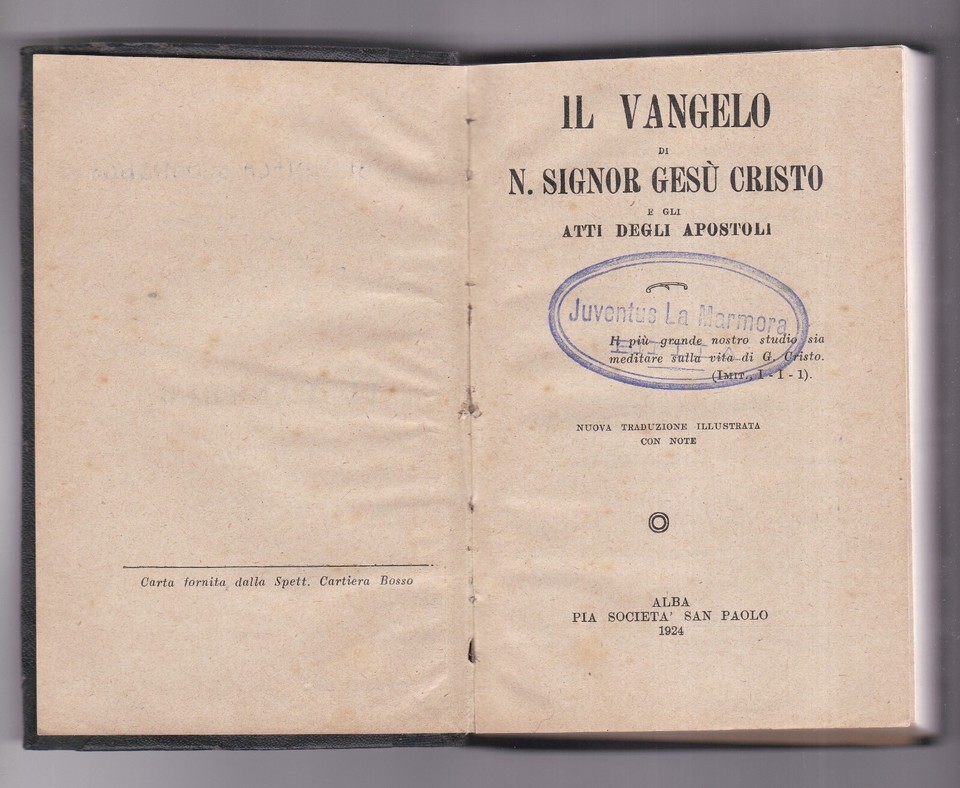 Carta fornita dalla Spett. Cartiera Bosso
IL VANGELO
DI
N. SIGNOR GESÙ CRISTO
E GLI
ATTI DEGLI APOSTOLI
Juventus La Marmora
Il più grande nostro studio sia
meditare sulla vita di G. Cristo.
(IMIT., I - 1 - 1).
NUOVA TRADUZIONE ILLUSTRATA
CON NOTE
ALBA
PIA SOCIETA' SAN PAOLO
1924